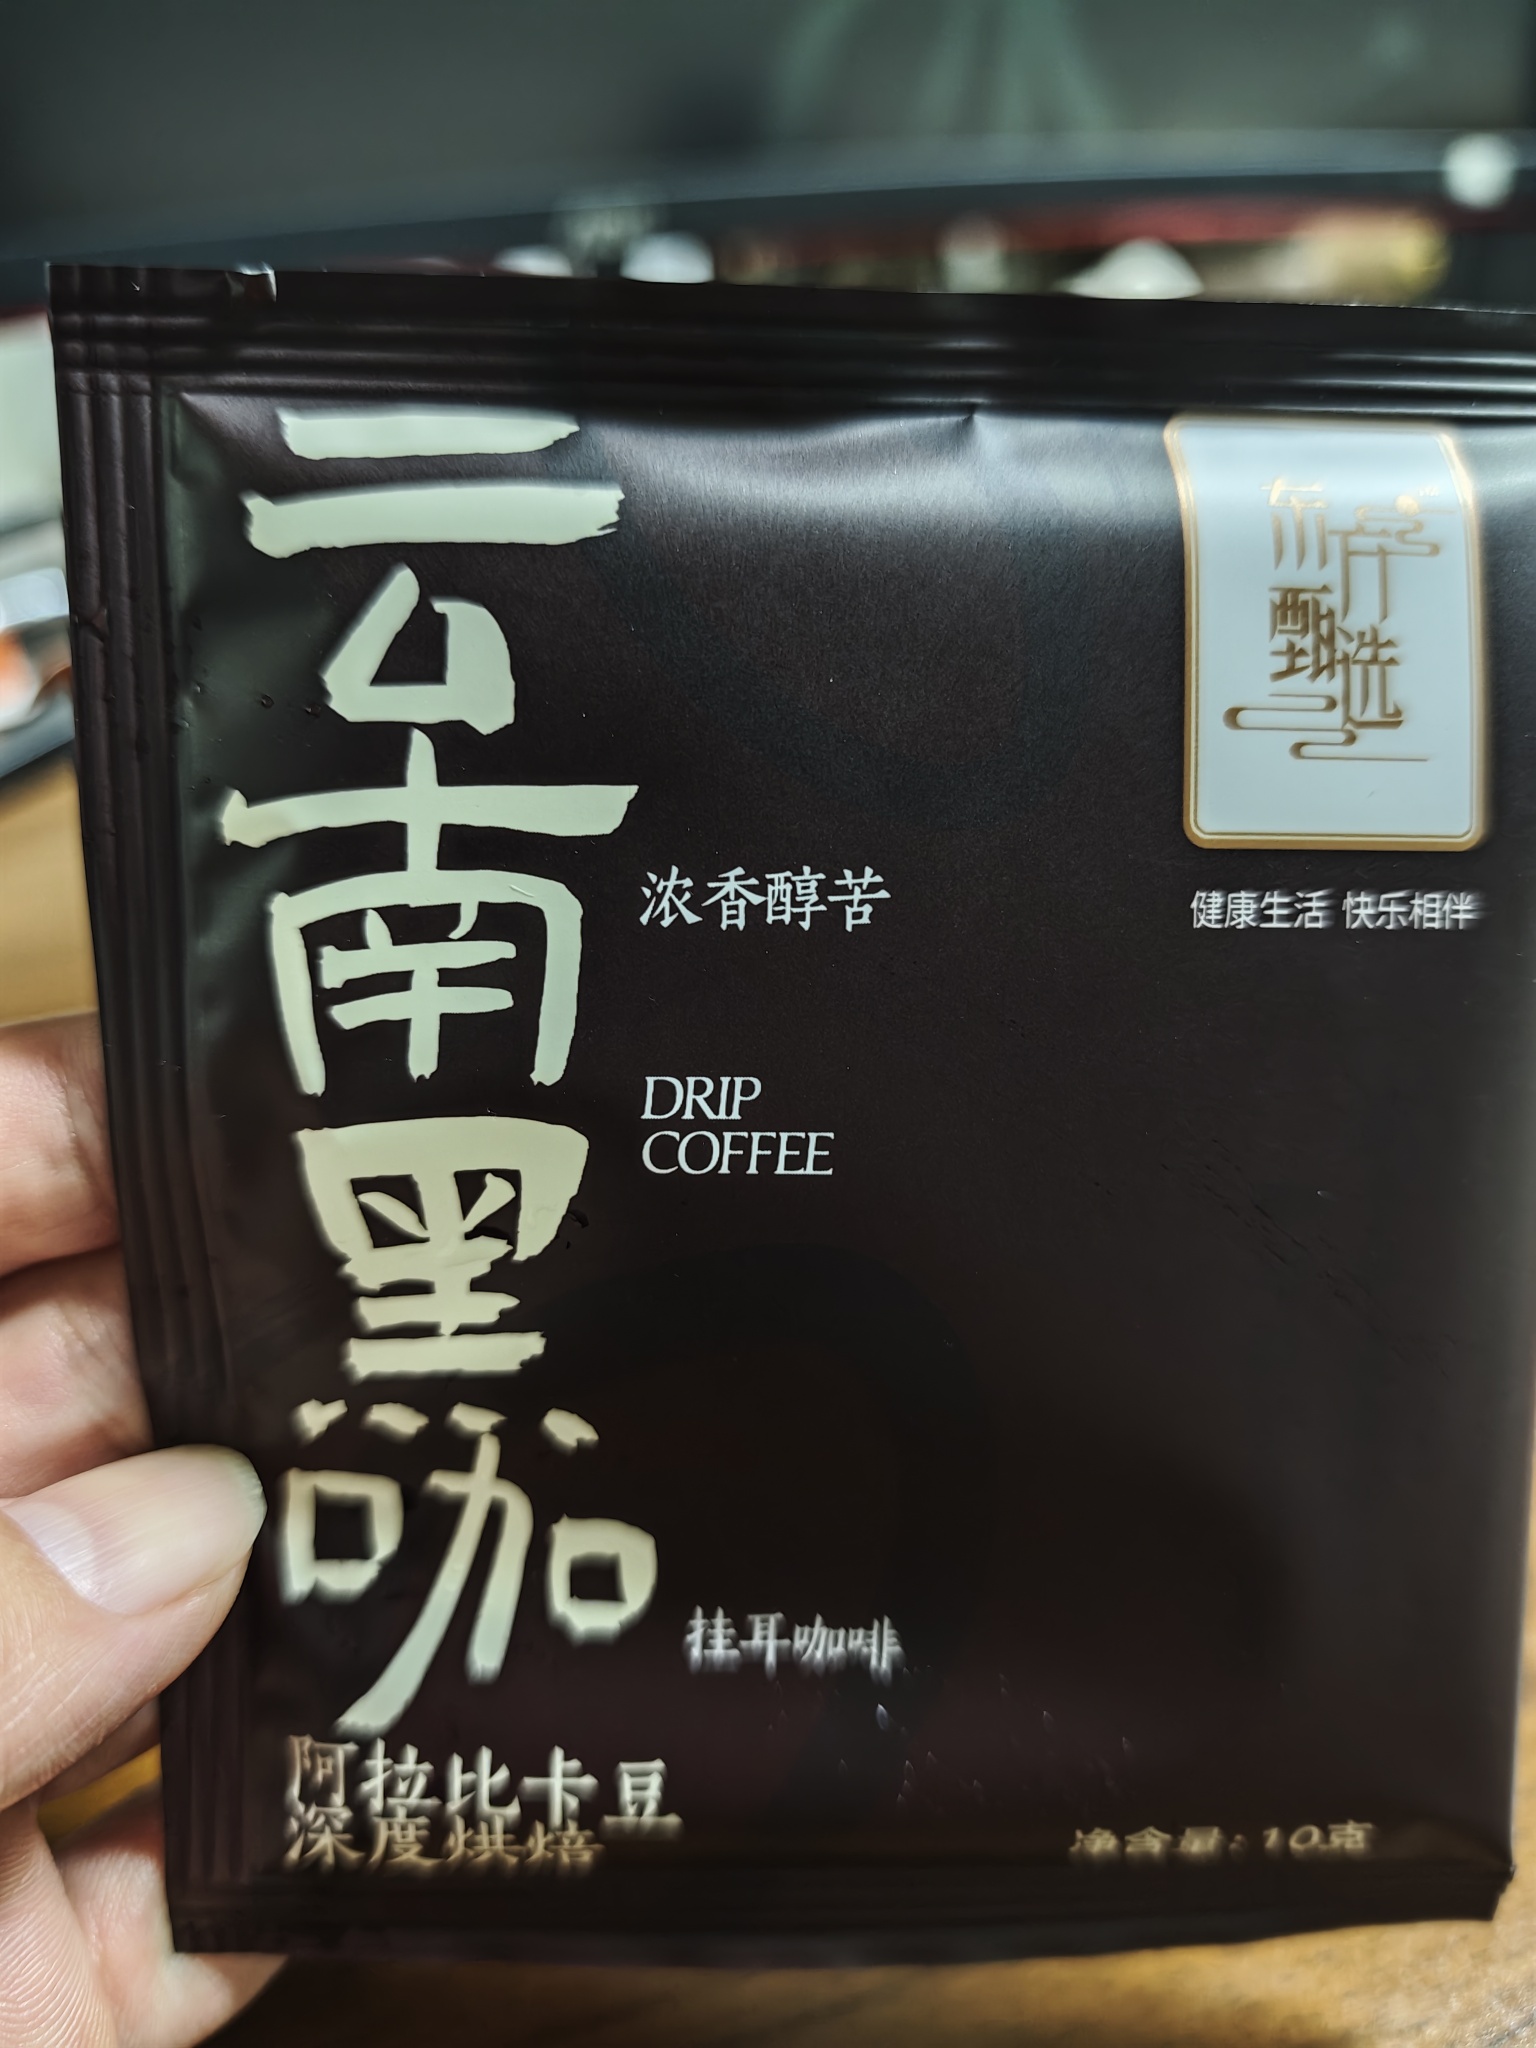 云南黑咖
浓香醇苦
DRIP
COFFEE
挂耳咖啡
阿拉比卡豆
深度烘焙
甄选
健康生活 快乐相伴
净含量：10克